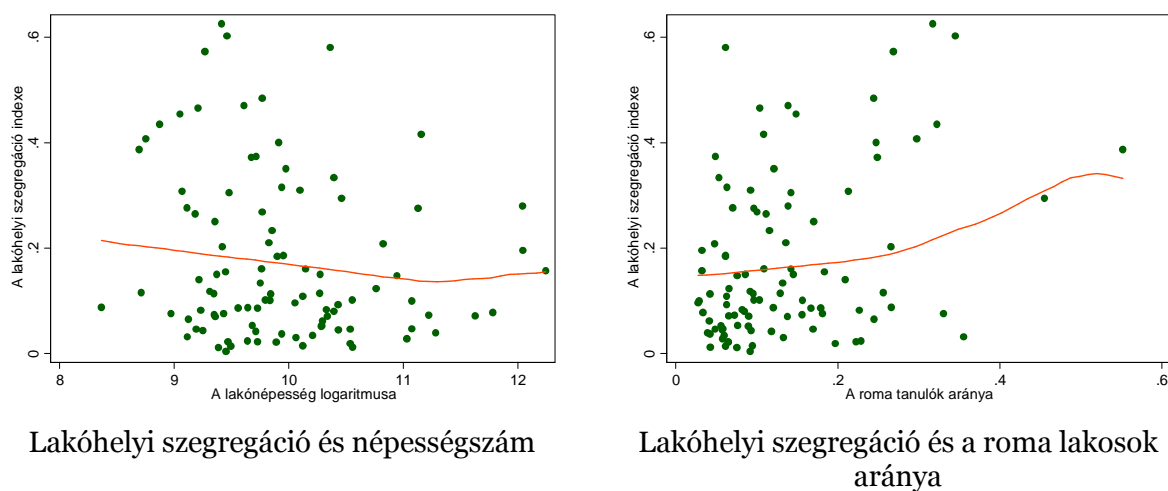 A lakóhelyi szegregáció indexe
.6
.4
.2
0
8
9
10
11
12
A lakónépesség logaritmusa
Lakóhelyi szegregáció és népességszám
A lakóhelyi szegregáció indexe
.6
.4
.2
0
0
.2
.4
.6
A roma tanulók aránya
Lakóhelyi szegregáció és a roma lakosok
aránya